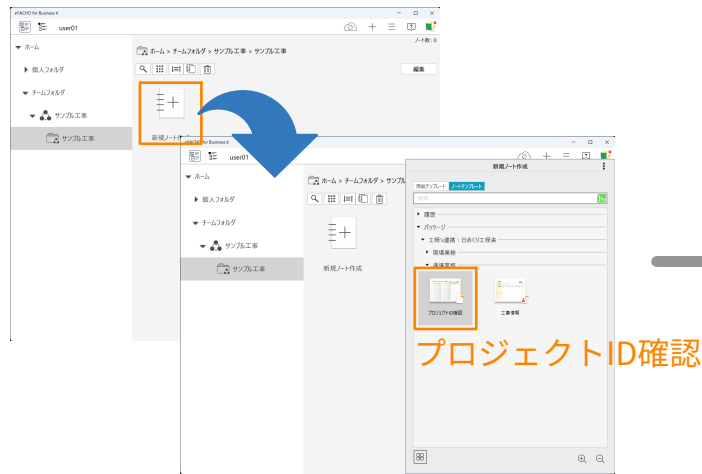 eYACHO for Business 6
user01
ノート数 : 0
ホーム
ホーム > チームフォルダ > サンプル工事 > サンプル工事
個人フォルダ
編集
チームフォルダ
サンプル工事
サンプル工事
新規ノート作成
eYACHO for Business 6
user01
新規ノート作成
ホーム
ホーム > チームフォルダ > サンプル
用紙テンプレート ノートテンプレート
検索
個人フォルダ
履歴
チームフォルダ
パッケージ
サンプル工事
工程's連携:日めくり工程表
現場業務
サンプル工事
新規ノート作成
プロジェクトID確認
工事情報
プロジェクトID確認